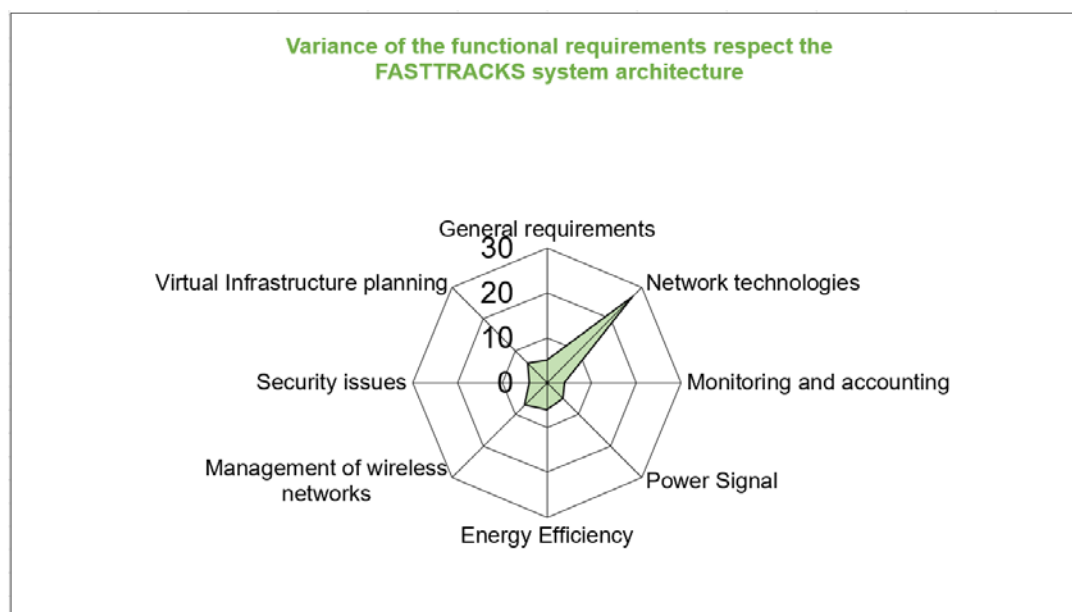 Variance of the functional requirements respect the
FASTTRACKS system architecture
General requirements
30
Virtual Infrastructure planning
Network technologies
20
10
Security issues
0
Monitoring and accounting
Management of wireless
networks
Power Signal
Energy Efficiency